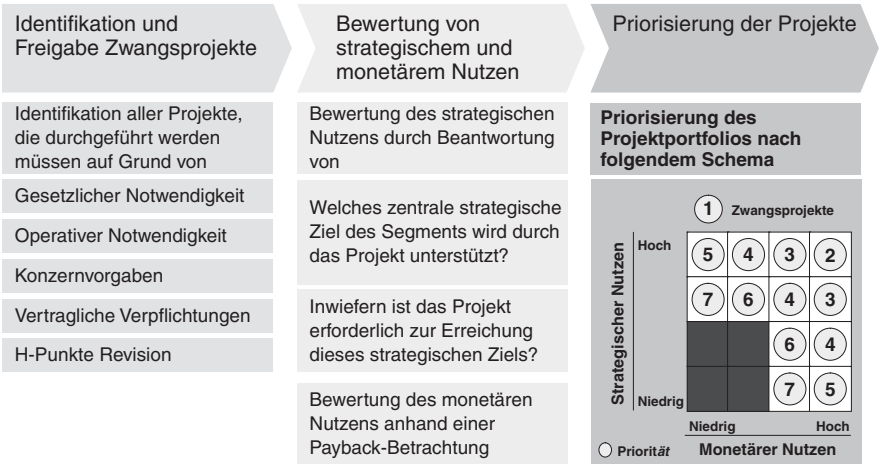 Identifikation und
Freigabe Zwangsprojekte
Identifikation aller Projekte,
die durchgeführt werden
müssen auf Grund von
Gesetzlicher Notwendigkeit
Operativer Notwendigkeit
Konzernvorgaben
Vertragliche Verpflichtungen
H-Punkte Revision
Bewertung von
strategischem und
monetärem Nutzen
Bewertung des strategischen
Nutzens durch Beantwortung
von
Welches zentrale strategische
Ziel des Segments wird durch
das Projekt unterstützt?
Inwiefern ist das Projekt
erforderlich zur Erreichung
dieses strategischen Ziels?
Bewertung des monetären
Nutzens anhand einer
Payback-Betrachtung
Priorisierung der Projekte
Priorisierung des
Projektportfolios nach
folgendem Schema
1 Zwangsprojekte
Strategischer Nutzen
Hoch
5 4 3 2
7 6 4 3
6 4
7 5
Niedrig
Niedrig Hoch
Priorität Monetärer Nutzen